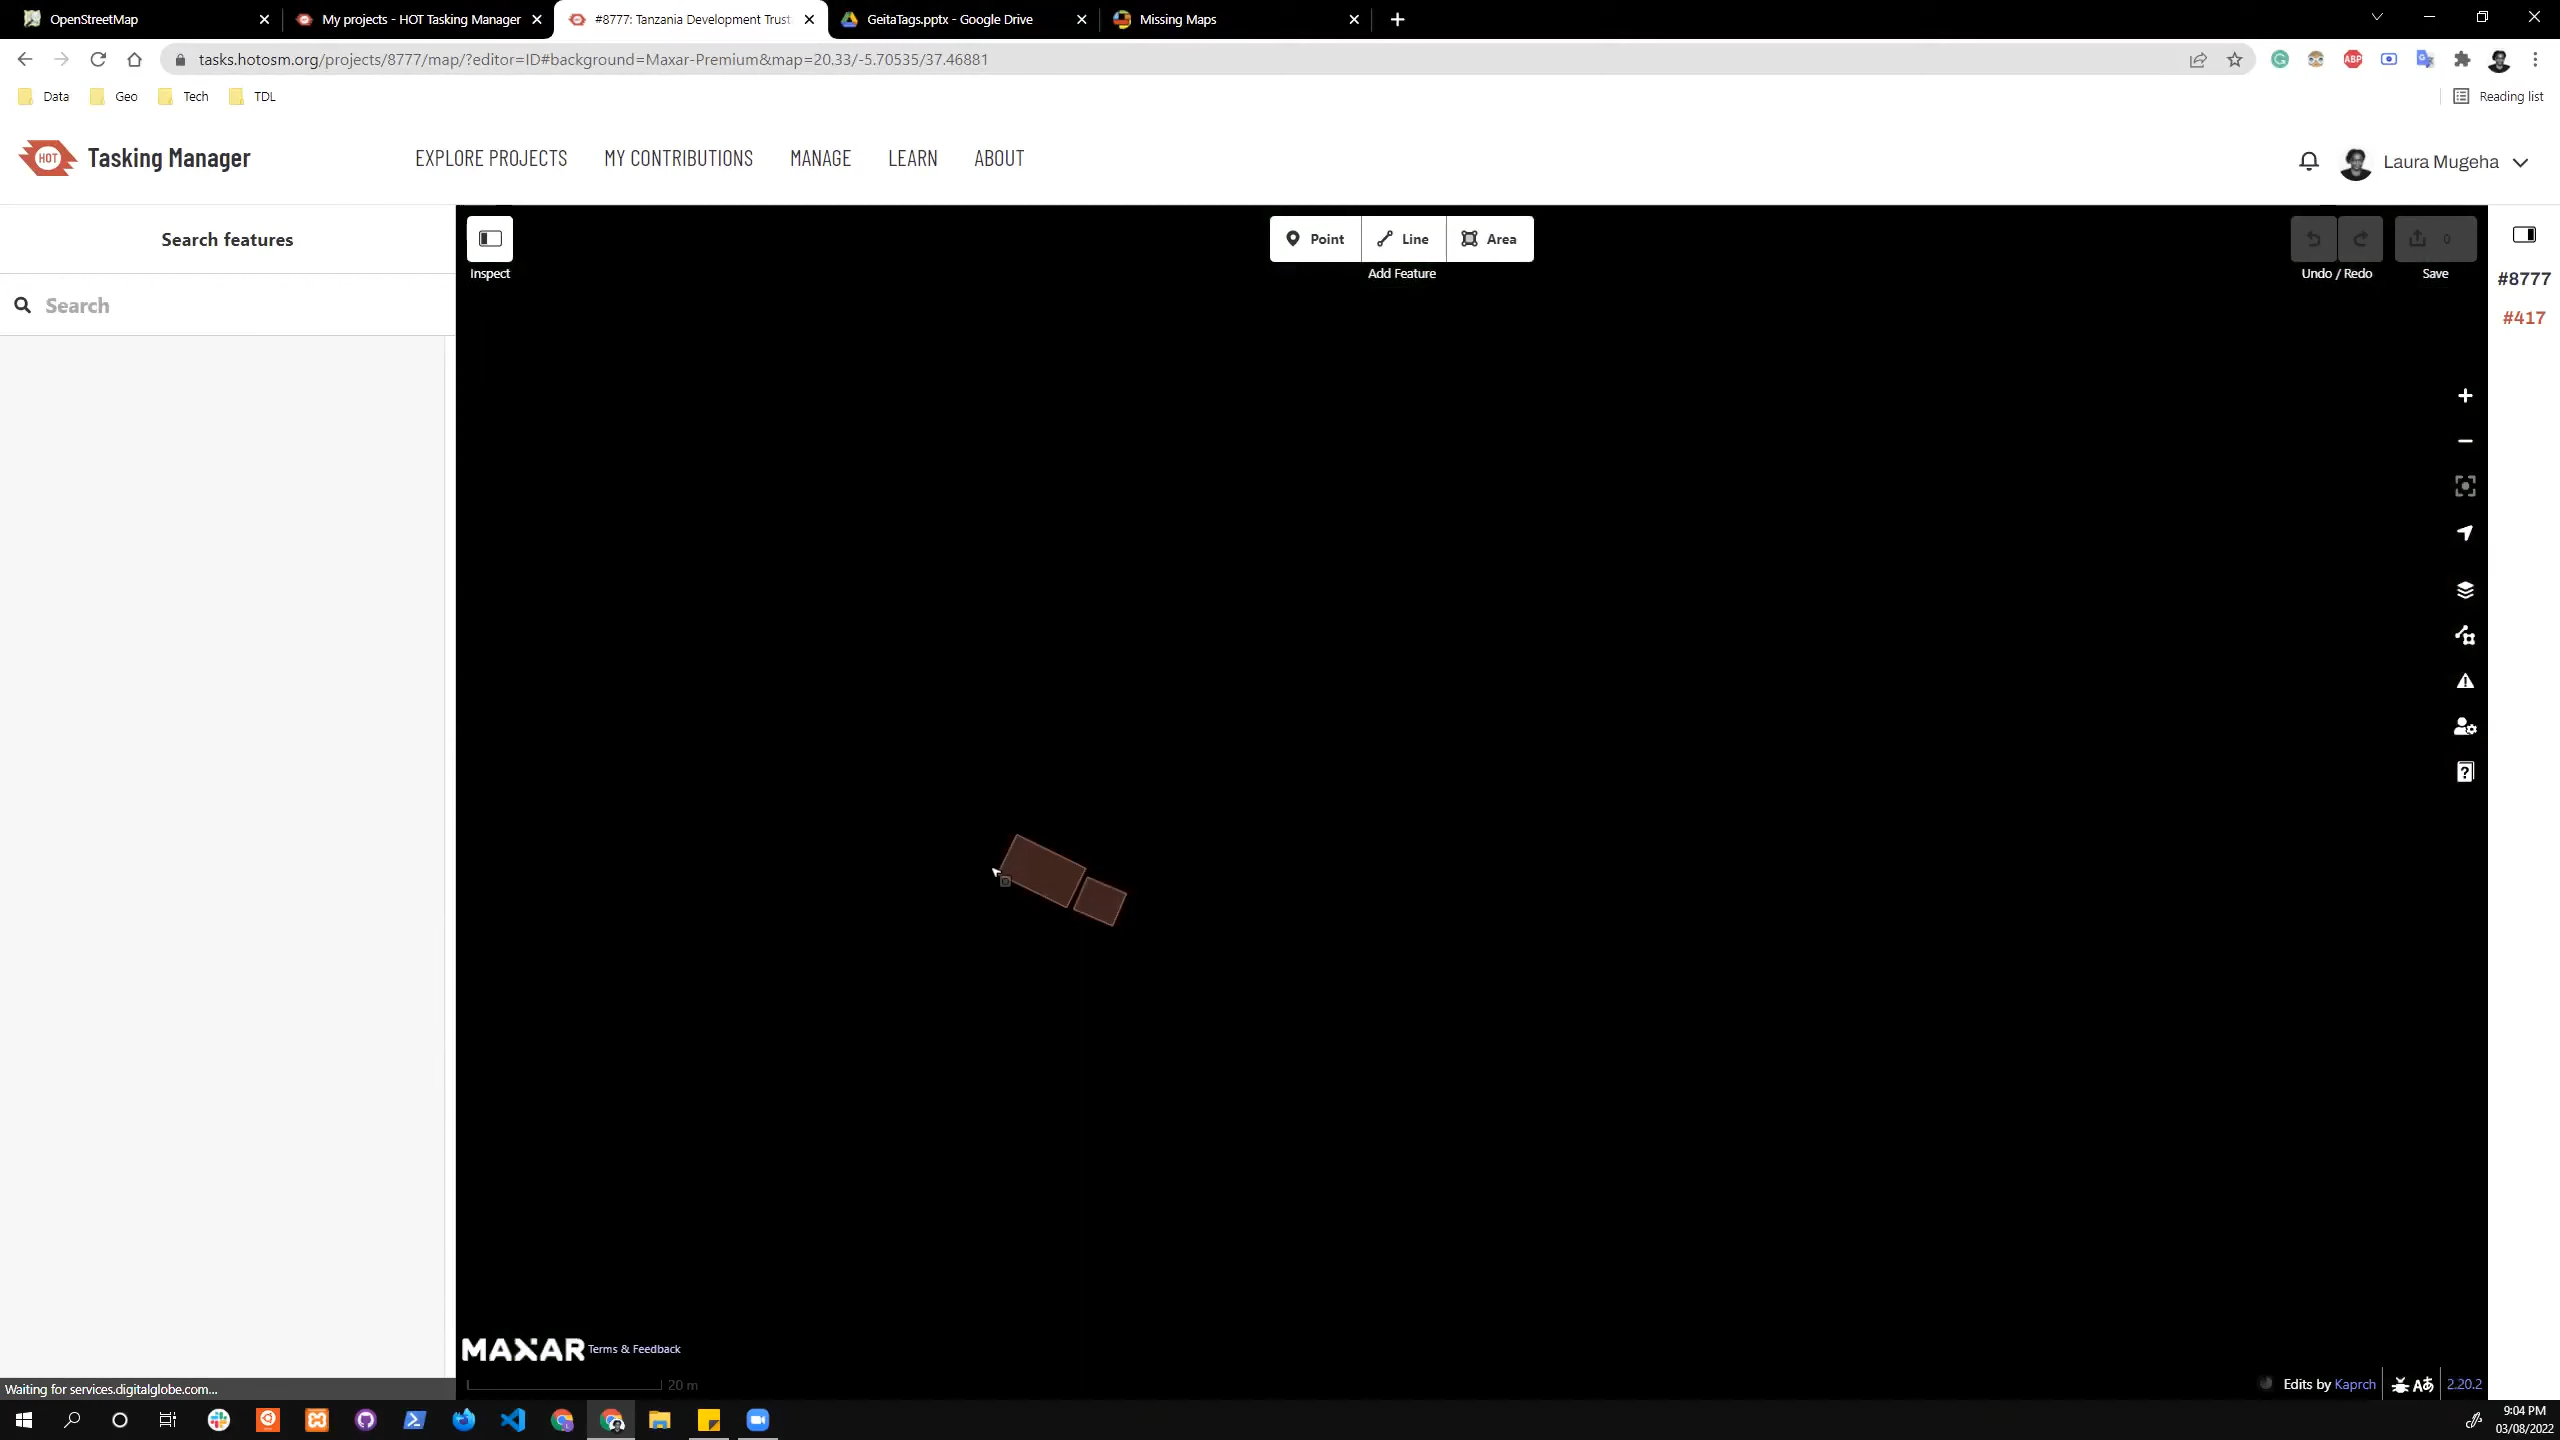 OpenStreetMap
My projects - HOT Tasking Manager
#8777: Tanzania Development Trust
GeitaTags.pptx - Google Drive
Missing Maps
tasks.hotosm.org/projects/8777/map/?editor=ID#background=Maxar-Premium&map=20.33/-5.70535/37.46881
ABP
Data
Geo
Tech
TDL
Reading list
HOT
Tasking Manager
EXPLORE PROJECTS
MY CONTRIBUTIONS
MANAGE
LEARN
ABOUT
Laura Mugeha
Search features
Search
Inspect
Point
Line
Area
Add Feature
Undo / Redo
0
Save
#8777
#417
MAXAR
Terms & Feedback
20 m
Waiting for services.digitalglobe.com...
Edits by Kaprch
2.20.2
9:04 PM
03/08/2022